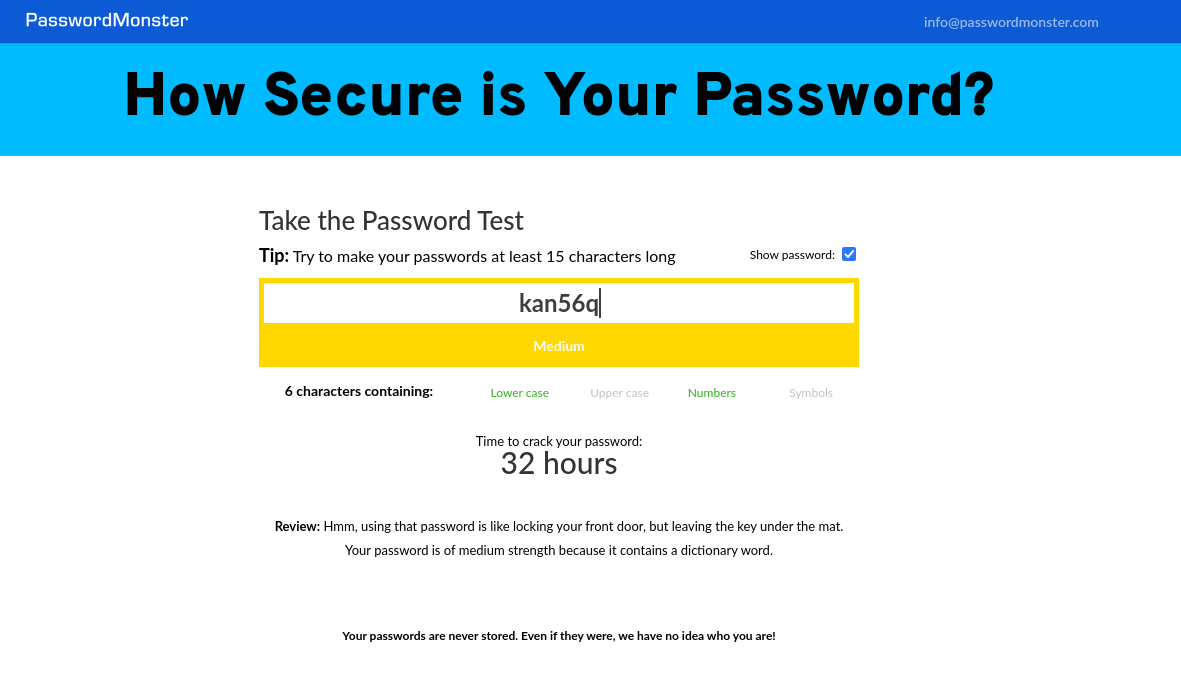 PasswordMonster
info@passwordmonster.com
How Secure is Your Password?
Take the Password Test
Tip: Try to make your passwords at least 15 characters long
Show password:
kan56q
Medium
6 characters containing:
Lower case
Upper case
Numbers
Symbols
Time to crack your password:
32 hours
Review: Hmm, using that password is like locking your front door, but leaving the key under the mat.
Your password is of medium strength because it contains a dictionary word.
Your passwords are never stored. Even if they were, we have no idea who you are!